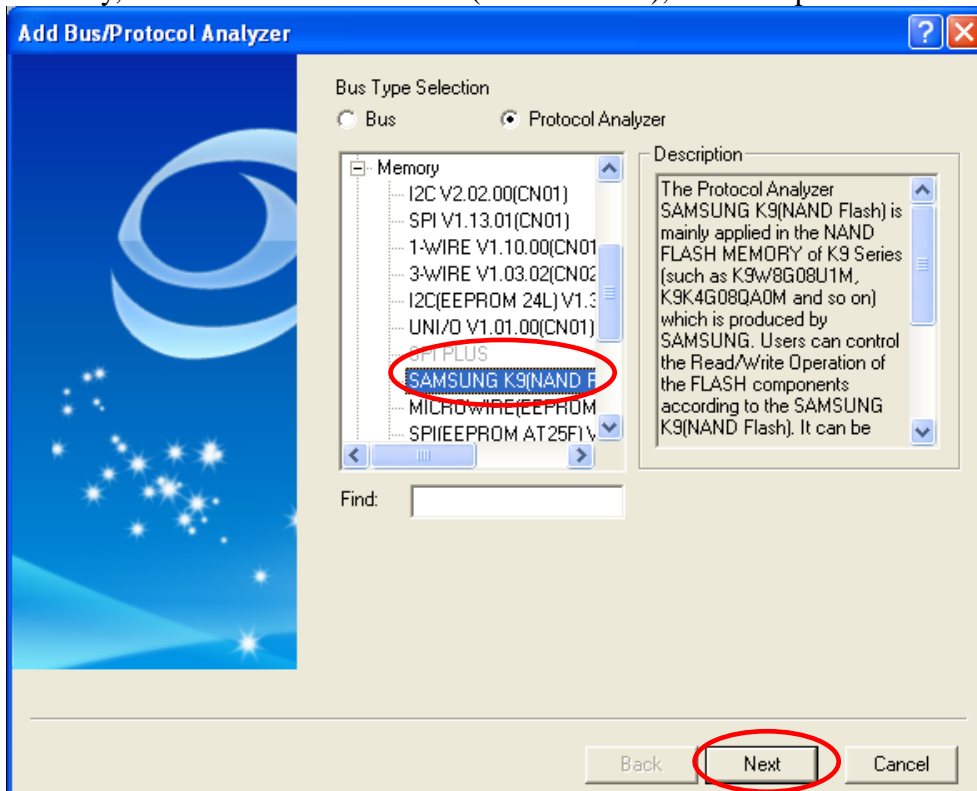 Add Bus/Protocol Analyzer
Bus Type Selection
Bus
Protocol Analyzer
Memory
I2C V2.02.00(CN01)
SPI V1.13.01(CN01)
1-WIRE V1.10.00(CN01
3-WIRE V1.03.02(CN02
I2C(EEPROM 24L) V1.3
UNI/O V1.01.00(CN01)
SPI PLUS
SAMSUNG K9(NAND F
MICROWIRE(EEPROM
SPI(EEPROM AT25F) V
Description
The Protocol Analyzer
SAMSUNG K9(NAND Flash) is
mainly applied in the NAND
FLASH MEMORY of K9 Series
(such as K9W8G08U1M,
K9K4G08QA0M and so on)
which is produced by
SAMSUNG. Users can control
the Read/Write Operation of
the FLASH components
according to the SAMSUNG
K9(NAND Flash). It can be
Find:
Back
Next
Cancel